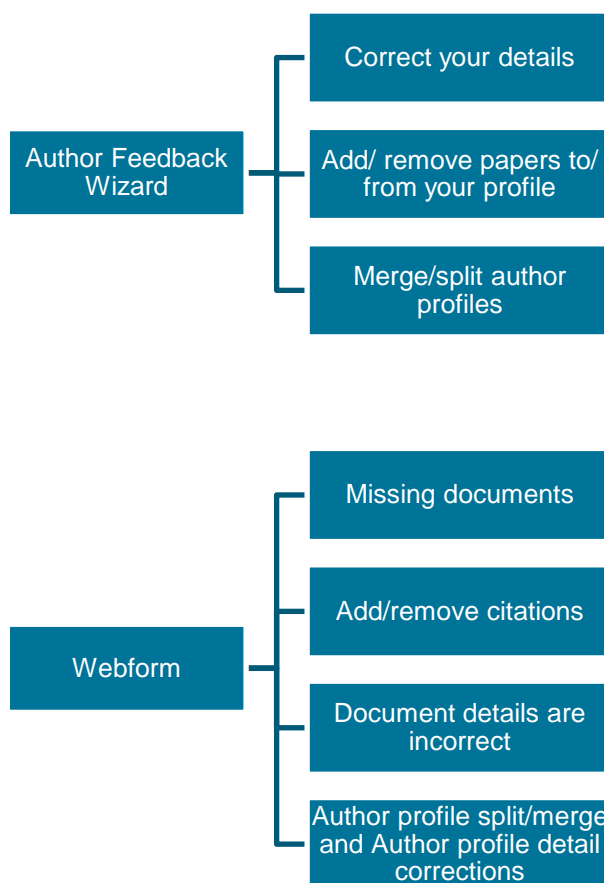 Correct your details
Author Feedback
Wizard
Add/ remove papers to/
from your profile
Merge/split author
profiles
Missing documents
Add/remove citations
Webform
Document details are
incorrect
Author profile split/merge
and Author profile detail
corrections